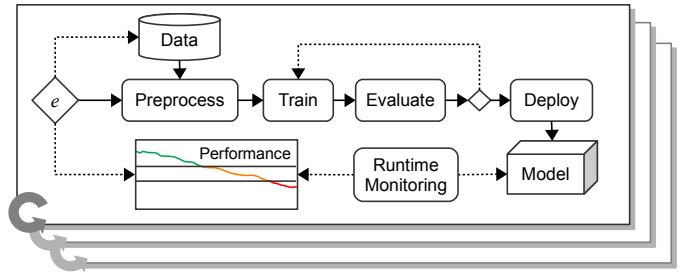 Data
e
Preprocess
Train
Evaluate
Deploy
Performance
Runtime
Monitoring
Model